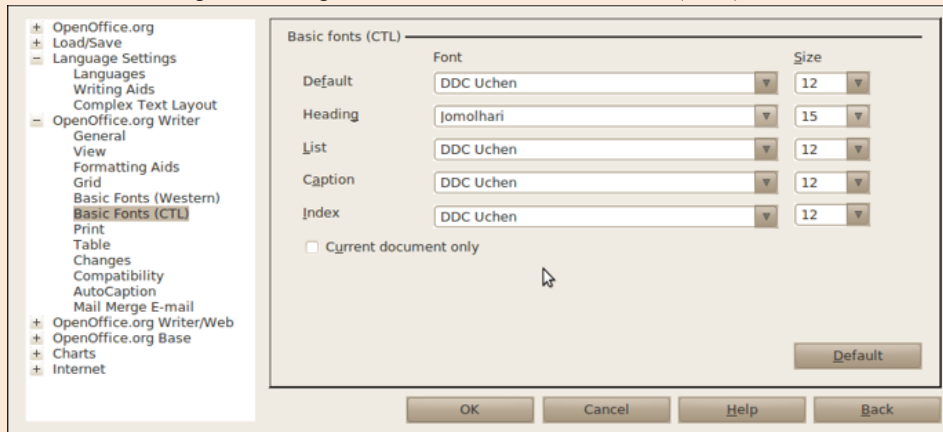 + OpenOffice.org
+ Load/Save
− Language Settings
Languages
Writing Aids
Complex Text Layout
− OpenOffice.org Writer
General
View
Formatting Aids
Grid
Basic Fonts (Western)
Basic Fonts (CTL)
Print
Table
Changes
Compatibility
AutoCaption
Mail Merge E-mail
+ OpenOffice.org Writer/Web
+ OpenOffice.org Base
+ Charts
+ Internet
Basic fonts (CTL)
Font Size
Default DDC Uchen 12
Heading Jomolhari 15
List DDC Uchen 12
Caption DDC Uchen 12
Index DDC Uchen 12
Current document only
Default
OK Cancel Help Back